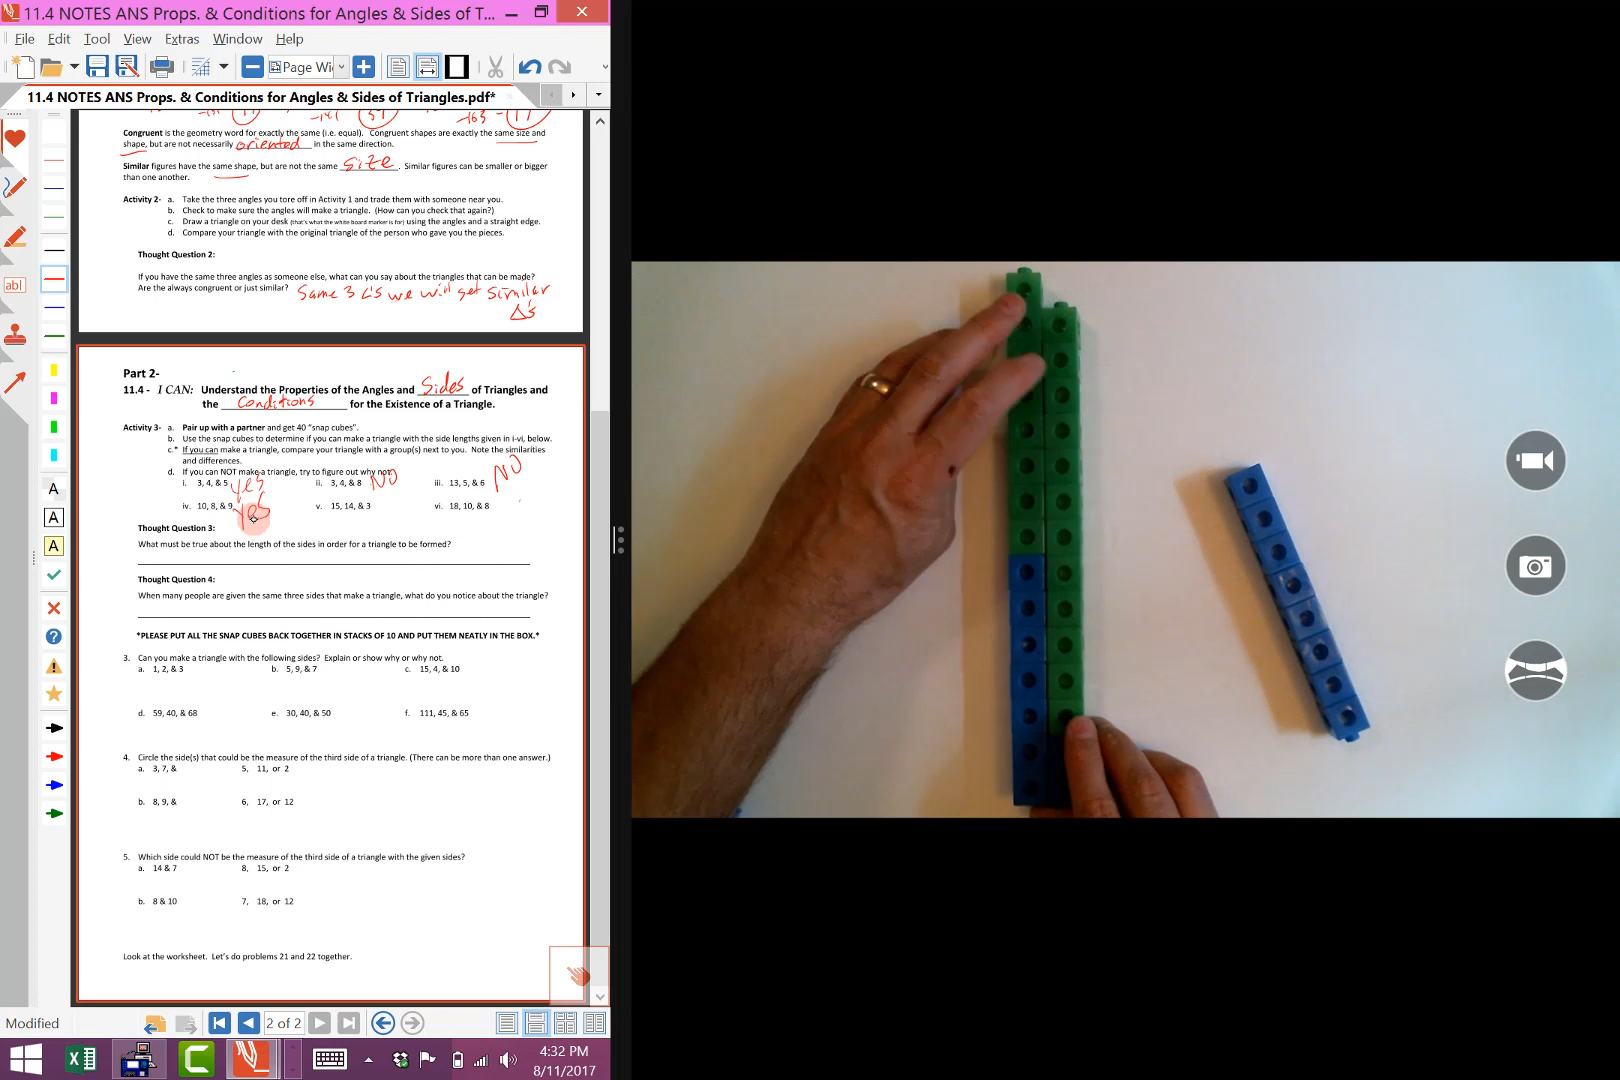 11.4 NOTES ANS Props. & Conditions for Angles & Sides of T...
File Edit Tool View Extras Window Help
Page Wi
11.4 NOTES ANS Props. & Conditions for Angles & Sides of Triangles.pdf*
Congruent is the geometry word for exactly the same (i.e. equal). Congruent shapes are exactly the same size and
shape, but are not necessarily oriented in the same direction.
Similar figures have the same shape, but are not the same size. Similar figures can be smaller or bigger
than one another.
Activity 2- a. Take the three angles you tore off in Activity 1 and trade them with someone near you.
b. Check to make sure the angles will make a triangle. (How can you check that again?)
c. Draw a triangle on your desk (that's what the white board marker is for) using the angles and a straight edge.
d. Compare your triangle with the original triangle of the person who gave you the pieces.
Thought Question 2:
If you have the same three angles as someone else, what can you say about the triangles that can be made?
Are the always congruent or just similar? Same 3 ∠'s we will get similar
Δ's
Part 2-
11.4 - I CAN: Understand the Properties of the Angles and Sides of Triangles and
the Conditions for the Existence of a Triangle.
Activity 3- a. Pair up with a partner and get 40 "snap cubes".
b. Use the snap cubes to determine if you can make a triangle with the side lengths given in i-vi, below.
c.* If you can make a triangle, compare your triangle with a group(s) next to you. Note the similarities
and differences.
d. If you can NOT make a triangle, try to figure out why not.
i. 3, 4, & 5 yes ii. 3, 4, & 8 NO iii. 13, 5, & 6 NO
iv. 10, 8, & 9 yes v. 15, 14, & 3 vi. 18, 10, & 8
Thought Question 3:
What must be true about the length of the sides in order for a triangle to be formed?
Thought Question 4:
When many people are given the same three sides that make a triangle, what do you notice about the triangle?
*PLEASE PUT ALL THE SNAP CUBES BACK TOGETHER IN STACKS OF 10 AND PUT THEM NEATLY IN THE BOX.*
3. Can you make a triangle with the following sides? Explain or show why or why not.
a. 1, 2, & 3 b. 5, 9, & 7 c. 15, 4, & 10
d. 59, 40, & 68 e. 30, 40, & 50 f. 111, 45, & 65
4. Circle the side(s) that could be the measure of the third side of a triangle. (There can be more than one answer.)
a. 3, 7, & 5, 11, or 2
b. 8, 9, & 6, 17, or 12
5. Which side could NOT be the measure of the third side of a triangle with the given sides?
a. 14 & 7 8, 15, or 2
b. 8 & 10 7, 18, or 12
Look at the worksheet. Let's do problems 21 and 22 together.
Modified 2 of 2
4:32 PM
8/11/2017